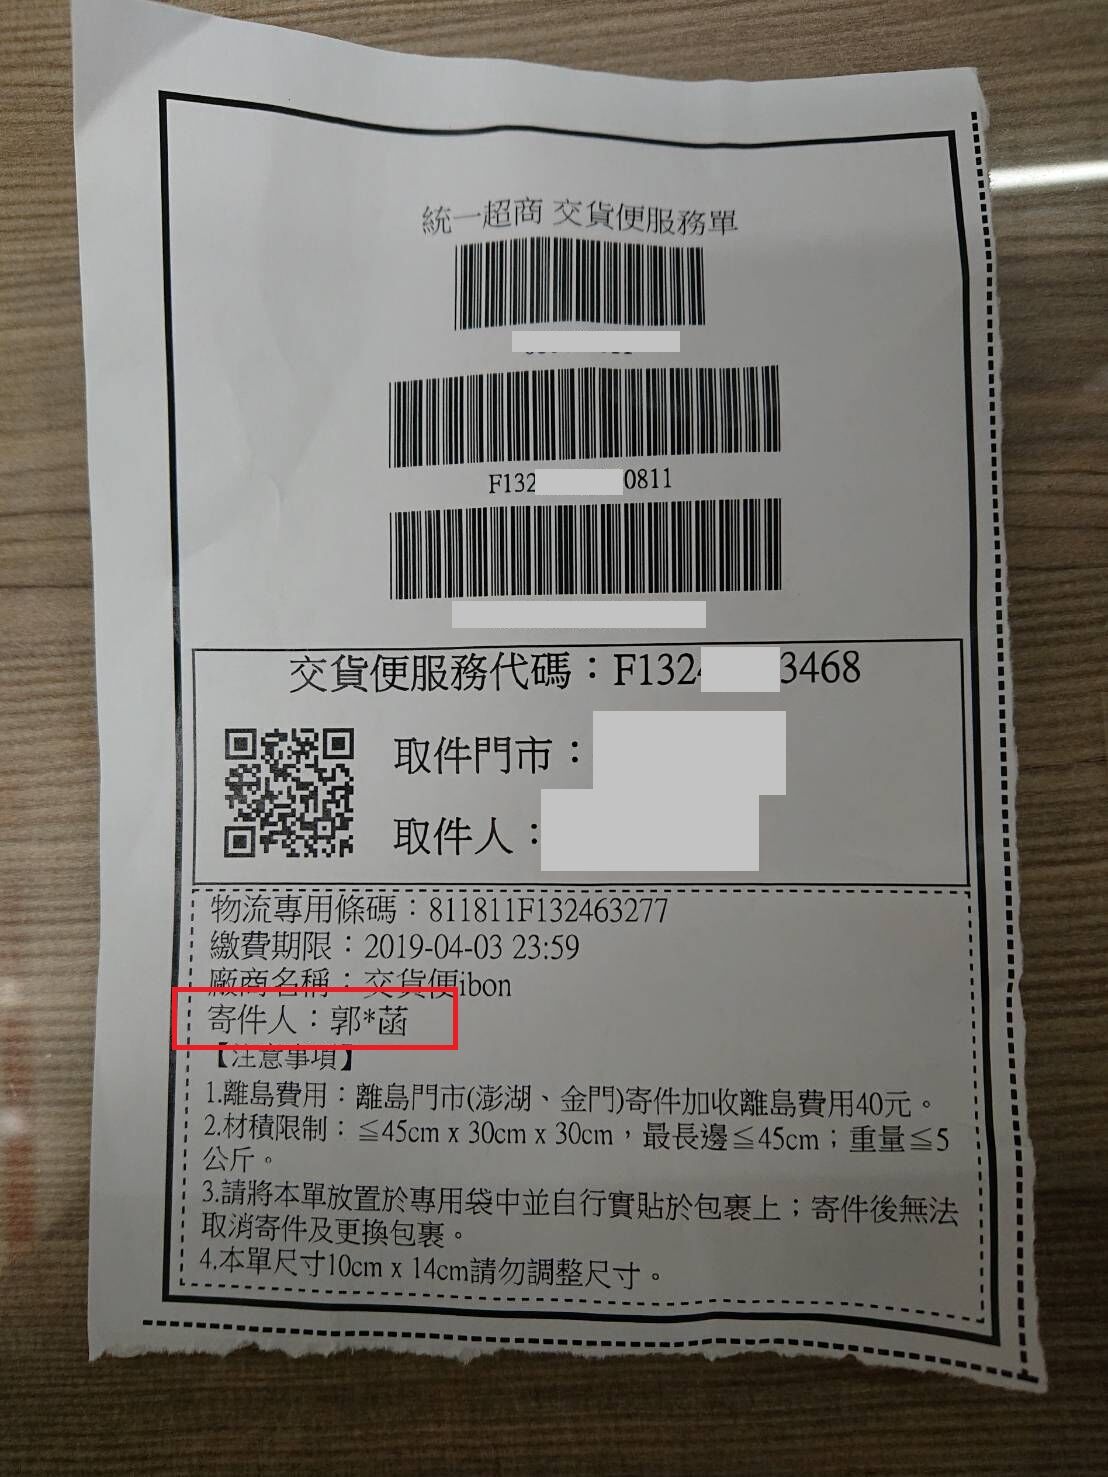 統一超商 交貨便服務單
F132 0811
交貨便服務代碼：F132 3468
取件門市：
取件人：
物流專用條碼：811811F132463277
繳費期限：2019-04-03 23:59
廠商名稱：交貨便ibon
寄件人：郭*菡
【注意事項】
1.離島費用：離島門市(澎湖、金門)寄件加收離島費用40元。
2.材積限制：≦45cm x 30cm x 30cm，最長邊≦45cm；重量≦5
公斤。
3.請將本單放置於專用袋中並自行實貼於包裹上；寄件後無法
取消寄件及更換包裹。
4.本單尺寸10cm x 14cm請勿調整尺寸。